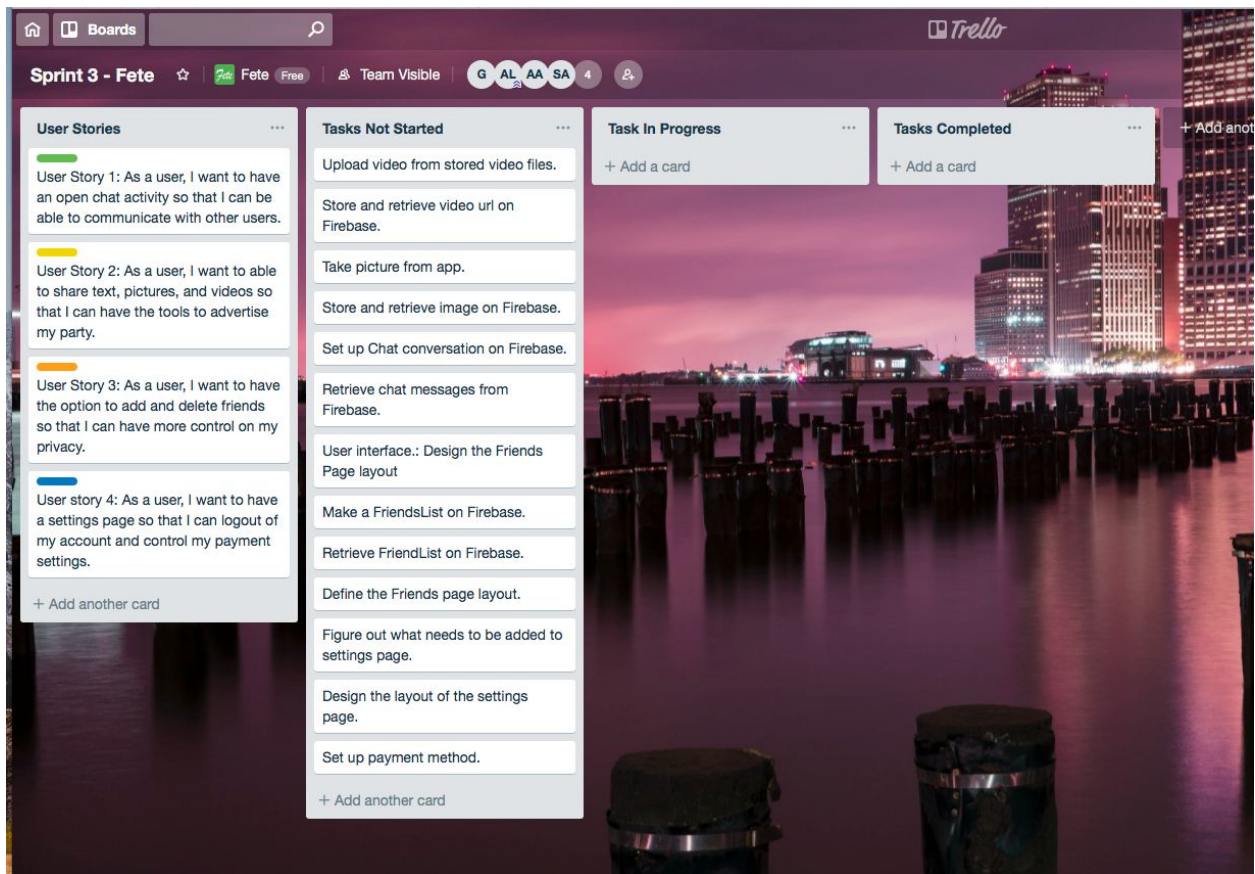 Boards
Trello
Sprint 3 - Fete
Fete
Fete
Free
Team Visible
G
AL
AA
SA
4
User Stories
User Story 1: As a user, I want to have
an open chat activity so that I can be
able to communicate with other users.
User Story 2: As a user, I want to able
to share text, pictures, and videos so
that I can have the tools to advertise
my party.
User Story 3: As a user, I want to have
the option to add and delete friends
so that I can have more control on my
privacy.
User story 4: As a user, I want to have
a settings page so that I can logout of
my account and control my payment
settings.
+ Add another card
Tasks Not Started
Upload video from stored video files.
Store and retrieve video url on
Firebase.
Take picture from app.
Store and retrieve image on Firebase.
Set up Chat conversation on Firebase.
Retrieve chat messages from
Firebase.
User interface.: Design the Friends
Page layout
Make a FriendsList on Firebase.
Retrieve FriendList on Firebase.
Define the Friends page layout.
Figure out what needs to be added to
settings page.
Design the layout of the settings
page.
Set up payment method.
+ Add another card
Task In Progress
+ Add a card
Tasks Completed
+ Add a card
+ Add anot